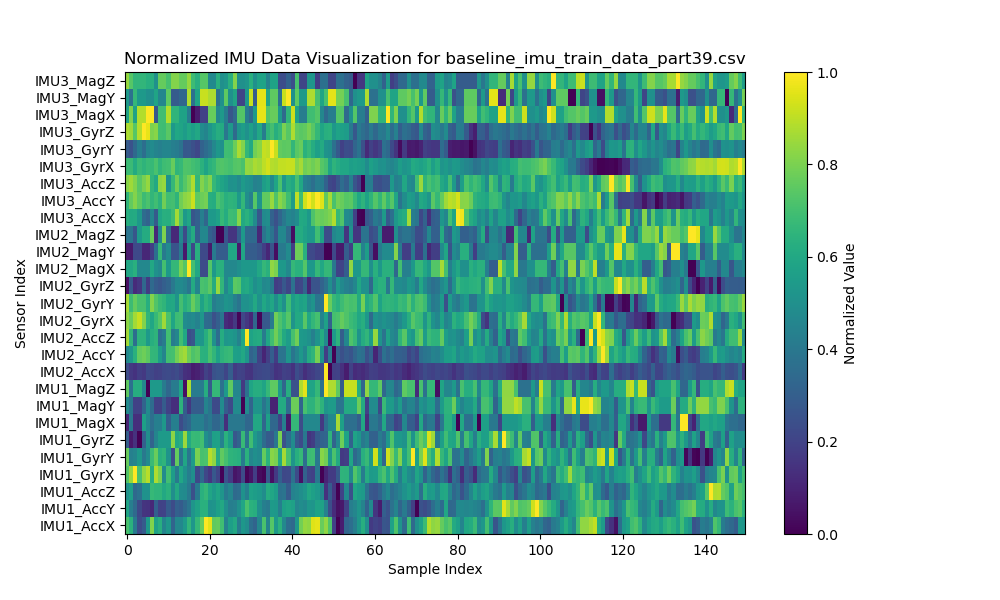 Normalized IMU Data Visualization for baseline_imu_train_data_part39.csv
IMU3_MagZ
IMU3_MagY
IMU3_MagX
IMU3_GyrZ
IMU3_GyrY
IMU3_GyrX
IMU3_AccZ
IMU3_AccY
IMU3_AccX
IMU2_MagZ
IMU2_MagY
IMU2_MagX
IMU2_GyrZ
IMU2_GyrY
IMU2_GyrX
IMU2_AccZ
IMU2_AccY
IMU2_AccX
IMU1_MagZ
IMU1_MagY
IMU1_MagX
IMU1_GyrZ
IMU1_GyrY
IMU1_GyrX
IMU1_AccZ
IMU1_AccY
IMU1_AccX
Sensor Index
0 20 40 60 80 100 120 140
Sample Index
1.0
0.8
0.6
0.4
0.2
0.0
Normalized Value